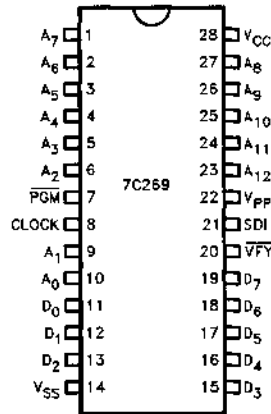 A7 1 28 VCC
A6 2 27 A8
A5 3 26 A9
A4 4 25 A10
A3 5 24 A11
A2 6 23 A12
P̅G̅M̅ 7 7C269 22 VPP
CLOCK 8 21 SDI
A1 9 20 V̅F̅Y̅
A0 10 19 D7
D0 11 18 D6
D1 12 17 D5
D2 13 16 D4
VSS 14 15 D3